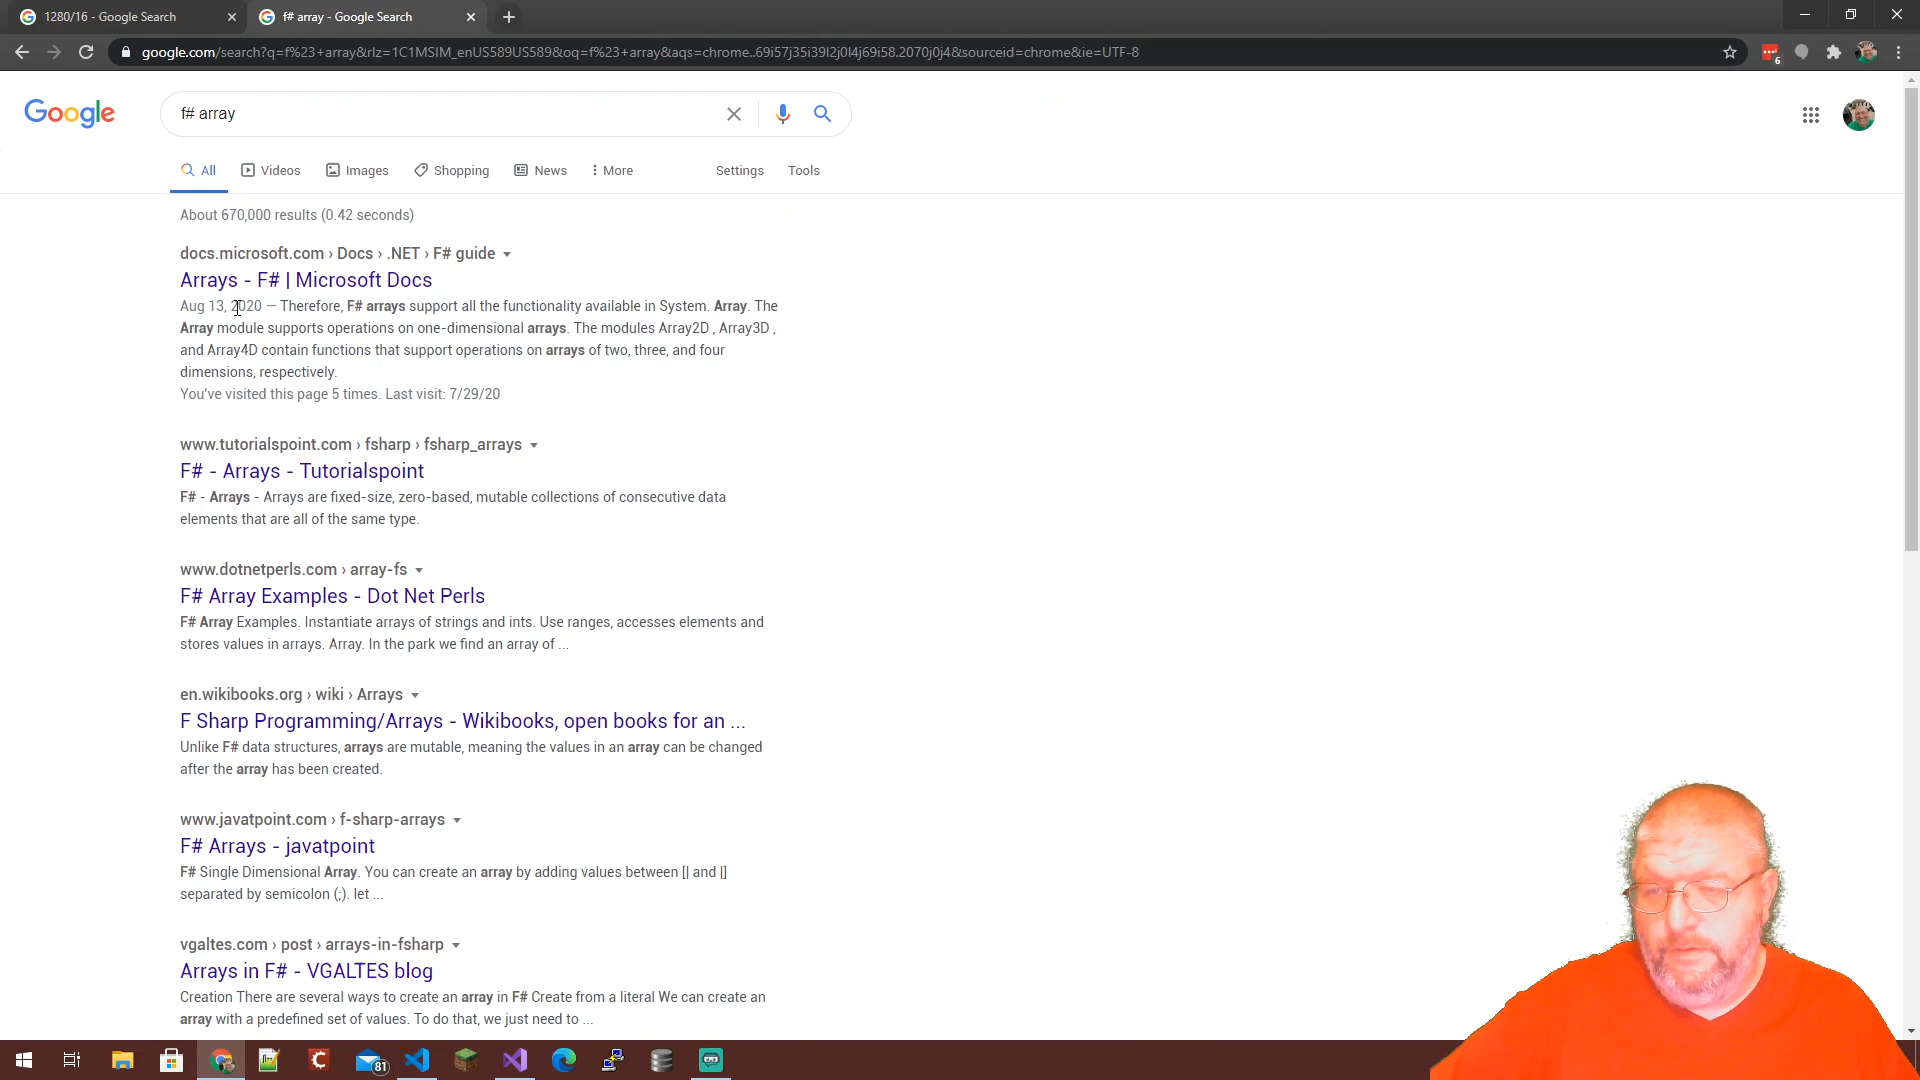 1280/16 - Google Search
f# array - Google Search
google.com/search?q=f%23+array&rlz=1C1MSIM_enUS589US589&oq=f%23+array&aqs=chrome..69i57j35i39l2j0l4j69i58.2070j0j4&sourceid=chrome&ie=UTF-8
6
Google
f# array
All
Videos
Images
Shopping
News
More
Settings
Tools
About 670,000 results (0.42 seconds)
docs.microsoft.com › Docs › .NET › F# guide
Arrays - F# | Microsoft Docs
Aug 13, 2020 — Therefore, F# arrays support all the functionality available in System. Array. The
Array module supports operations on one-dimensional arrays. The modules Array2D , Array3D ,
and Array4D contain functions that support operations on arrays of two, three, and four
dimensions, respectively.
You've visited this page 5 times. Last visit: 7/29/20
www.tutorialspoint.com › fsharp › fsharp_arrays
F# - Arrays - Tutorialspoint
F# - Arrays - Arrays are fixed-size, zero-based, mutable collections of consecutive data
elements that are all of the same type.
www.dotnetperls.com › array-fs
F# Array Examples - Dot Net Perls
F# Array Examples. Instantiate arrays of strings and ints. Use ranges, accesses elements and
stores values in arrays. Array. In the park we find an array of ...
en.wikibooks.org › wiki › Arrays
F Sharp Programming/Arrays - Wikibooks, open books for an ...
Unlike F# data structures, arrays are mutable, meaning the values in an array can be changed
after the array has been created.
www.javatpoint.com › f-sharp-arrays
F# Arrays - javatpoint
F# Single Dimensional Array. You can create an array by adding values between [| and |]
separated by semicolon (;). let ...
vgaltes.com › post › arrays-in-fsharp
Arrays in F# - VGALTES blog
Creation There are several ways to create an array in F# Create from a literal We can create an
array with a predefined set of values. To do that, we just need to ...
81